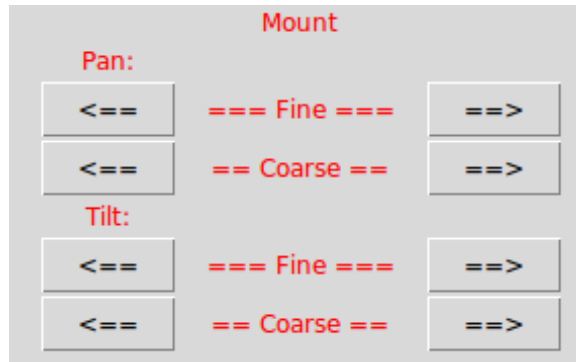 Mount
Pan:
<== === Fine === ==>
<== == Coarse == ==>
Tilt:
<== === Fine === ==>
<== == Coarse == ==>